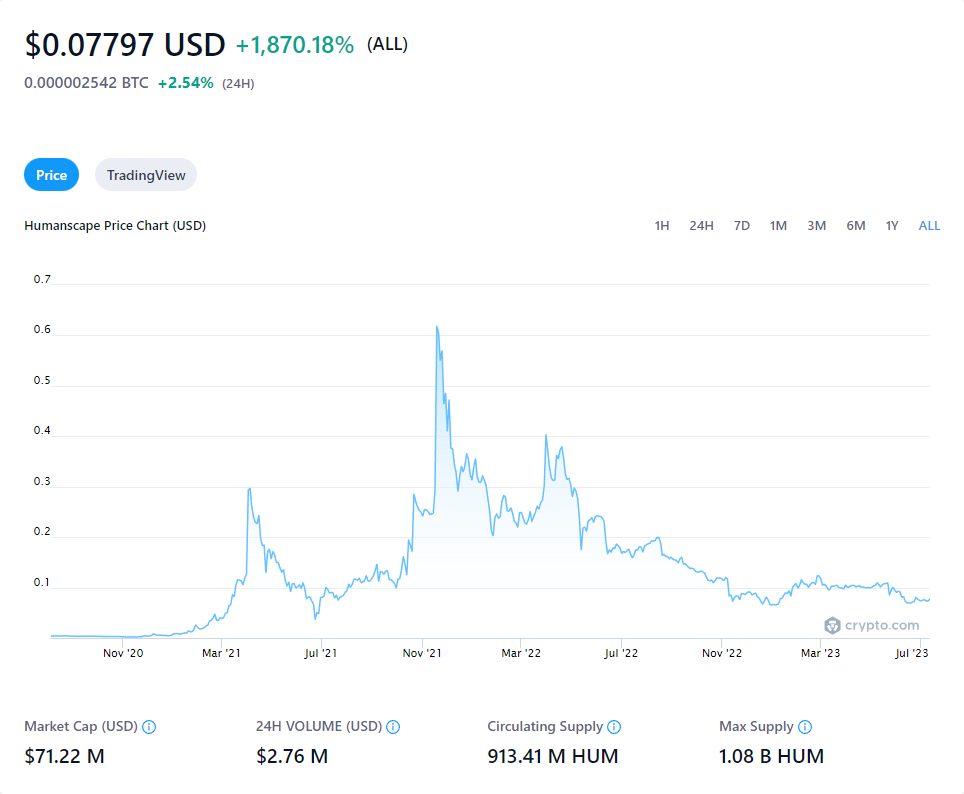 $0.07797 USD +1,870.18% (ALL)
0.000002542 BTC +2.54% (24H)
Price TradingView
Humanscape Price Chart (USD) 1H 24H 7D 1M 3M 6M 1Y ALL
0.7
0.6
0.5
0.4
0.3
0.2
0.1
crypto.com
Nov '20 Mar '21 Jul '21 Nov '21 Mar '22 Jul '22 Nov '22 Mar '23 Jul '23
Market Cap (USD) 24H VOLUME (USD) Circulating Supply Max Supply
$71.22 M $2.76 M 913.41 M HUM 1.08 B HUM